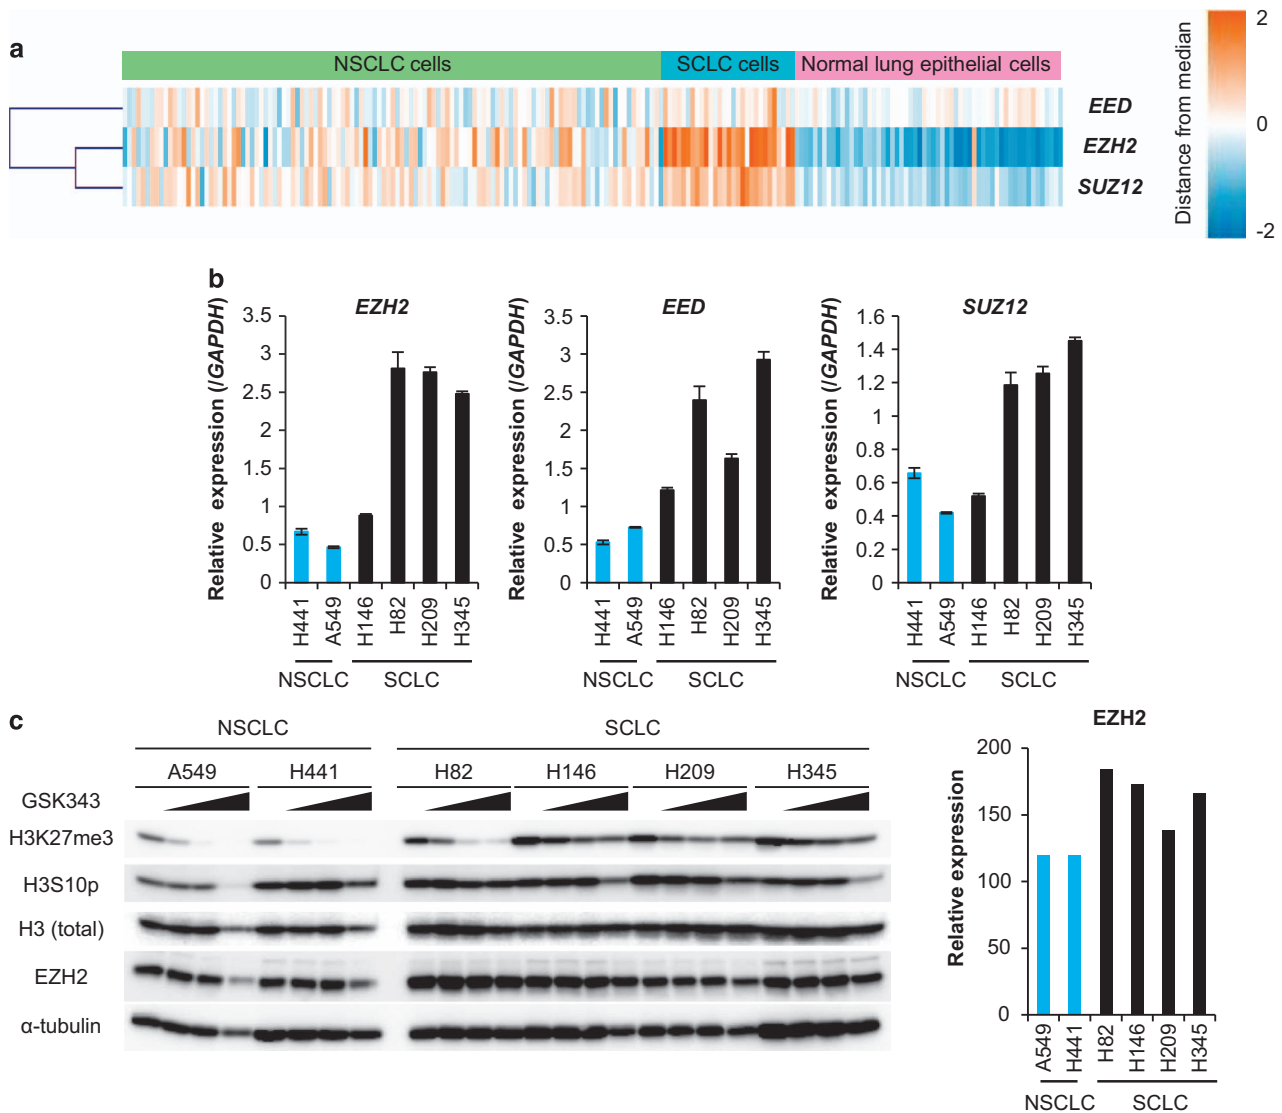 a
NSCLC cells
SCLC cells
Normal lung epithelial cells
EED
EZH2
SUZ12
Distance from median
2
0
-2
b
EZH2
Relative expression (/GAPDH)
3.5
3
2.5
2
1.5
1
0.5
0
H441
A549
H146
H82
H209
H345
NSCLC
SCLC
EED
Relative expression (/GAPDH)
3.5
3
2.5
2
1.5
1
0.5
0
H441
A549
H146
H82
H209
H345
NSCLC
SCLC
SUZ12
Relative expression (/GAPDH)
1.6
1.4
1.2
1
0.8
0.6
0.4
0.2
0
H441
A549
H146
H82
H209
H345
NSCLC
SCLC
c
NSCLC
SCLC
A549
H441
H82
H146
H209
H345
GSK343
H3K27me3
H3S10p
H3 (total)
EZH2
α-tubulin
EZH2
Relative expression
200
150
100
50
0
A549
H441
H82
H146
H209
H345
NSCLC
SCLC